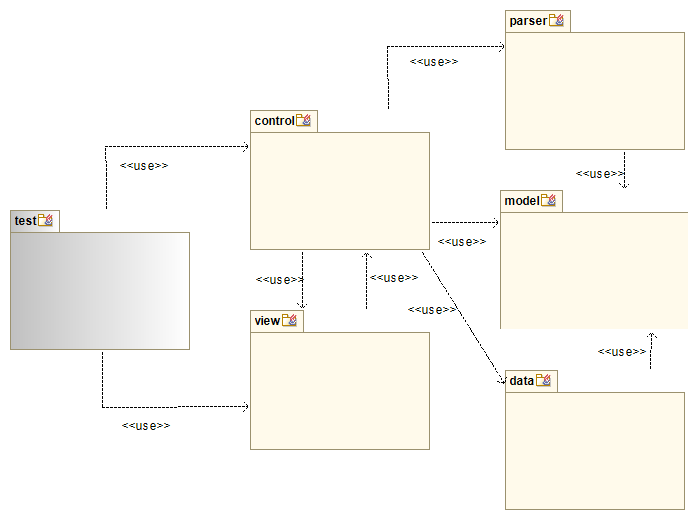 parser
<<use>>
control
<<use>>
<<use>>
model
test
<<use>>
<<use>>
<<use>>
<<use>>
view
<<use>>
data
<<use>>